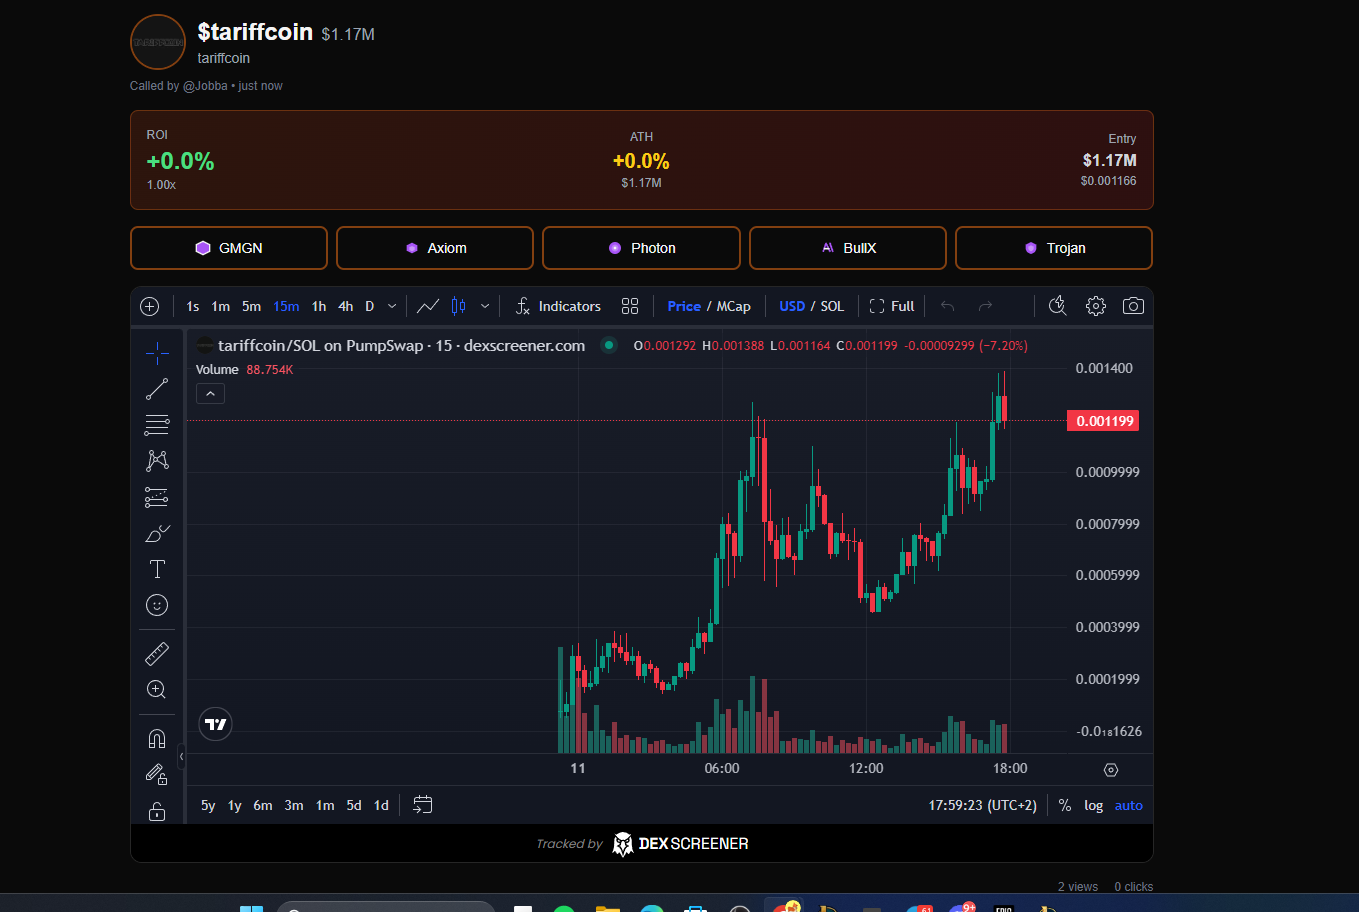 $tariffcoin $1.17M
TARIFFCOIN
tariffcoin
Called by @Jobba • just now
ROI
+0.0%
1.00x
ATH
+0.0%
$1.17M
Entry
$1.17M
$0.001166
GMGN
Axiom
Photon
BullX
Trojan
1s 1m 5m 15m 1h 4h D Indicators Price / MCap USD / SOL Full
tariffcoin/SOL on PumpSwap · 15 · dexscreener.com O0.001292 H0.001388 L0.001164 C0.001199 -0.00009299 (−7.20%)
Volume 88.754K
0.001400
0.001199
0.0009999
0.0007999
0.0005999
0.0003999
0.0001999
-0.0₁₈1626
11 06:00 12:00 18:00
5y 1y 6m 3m 1m 5d 1d 17:59:23 (UTC+2) % log auto
Tracked by DEX SCREENER
2 views 0 clicks
61
9+
EPIC